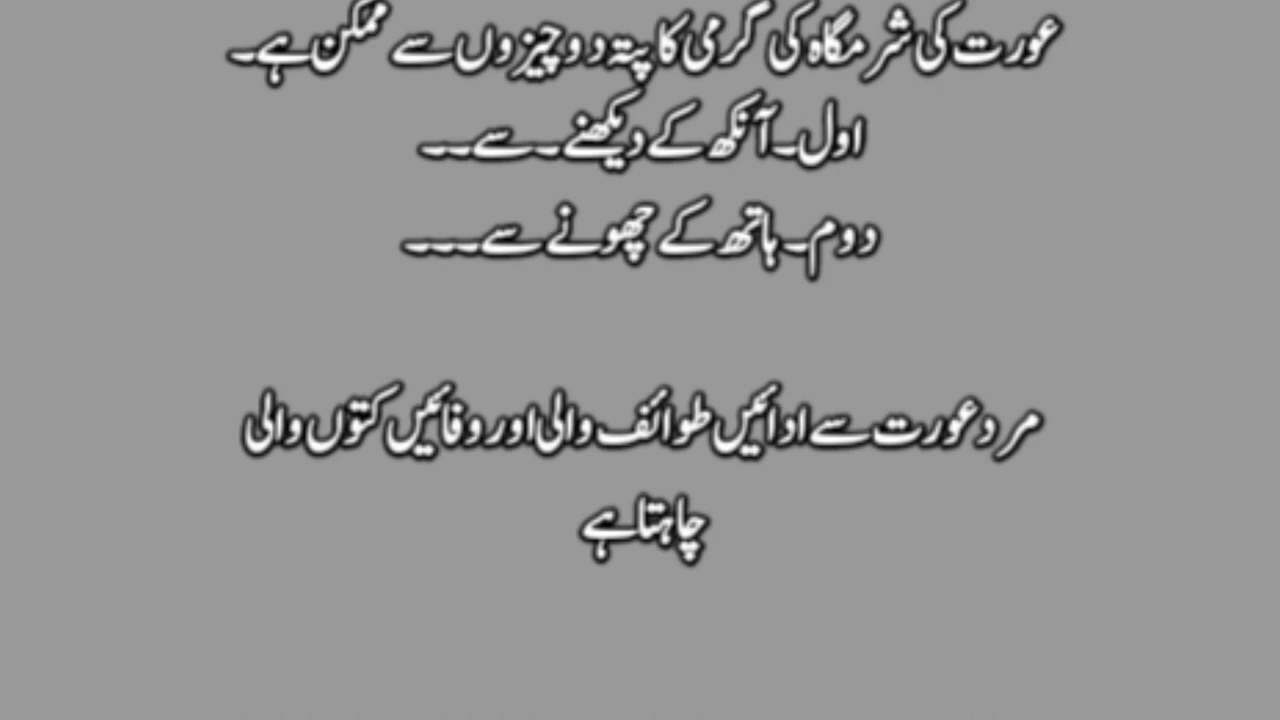 عورت کی شرمگاہ کی گرمی کا پتہ دو چیزوں سے ممکن ہے۔
اول۔ آنکھ کے دیکھنے۔ سے۔۔۔
دوم۔ ہاتھ کے چھونے سے۔۔۔۔
مرد عورت سے ادائیں طوائف والی اور وفائیں کتوں والی
چاہتا ہے